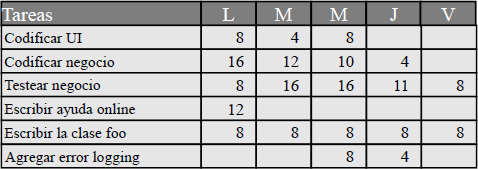 Tareas L M M J V
Codificar UI 8 4 8
Codificar negocio 16 12 10 4
Testear negocio 8 16 16 11 8
Escribir ayuda online 12
Escribir la clase foo 8 8 8 8 8
Agregar error logging 8 4